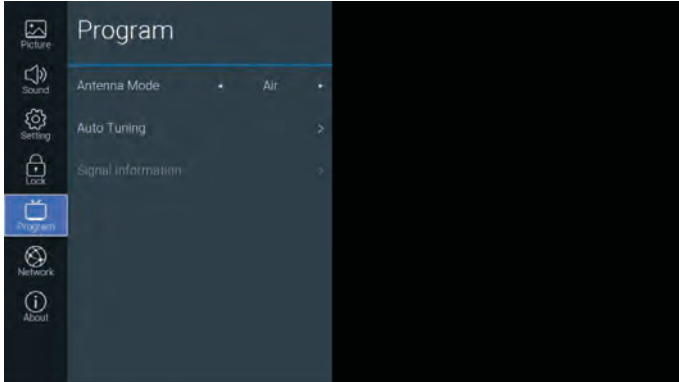 Picture
Sound
Setting
Lock
Program
Network
About
Program
Antenna Mode Air
Auto Tuning >
Signal information >